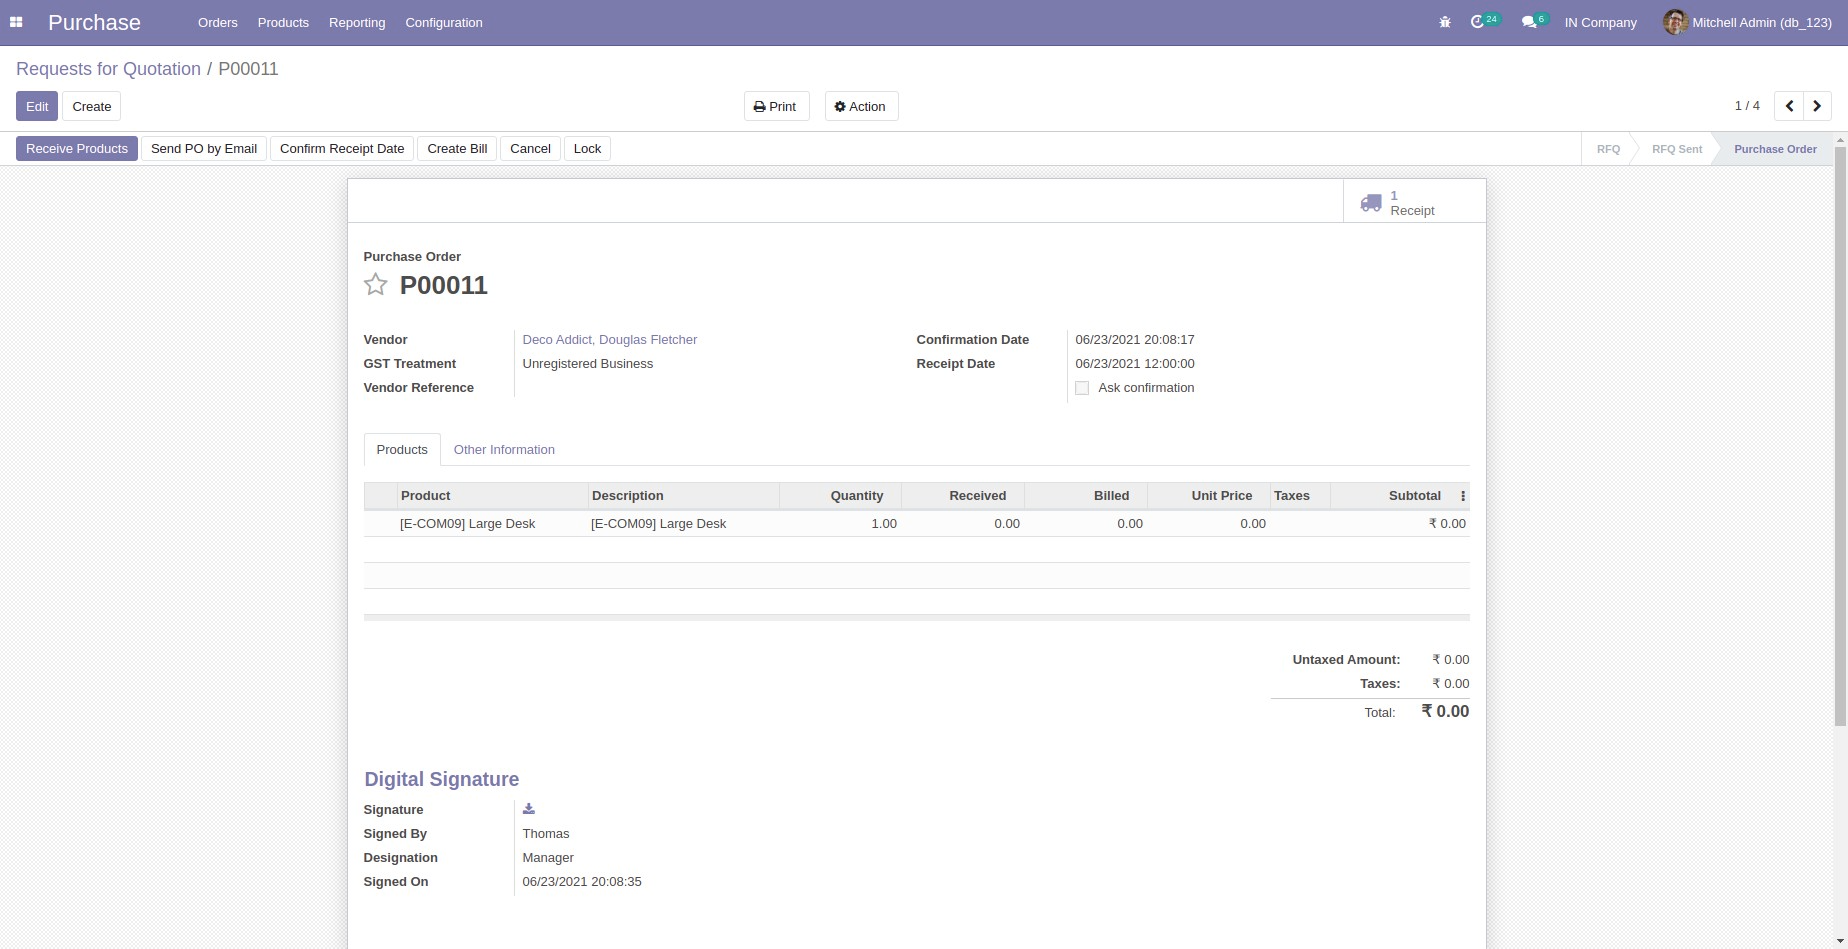 Purchase Orders Products Reporting Configuration 24 6 IN Company Mitchell Admin (db_123)
Requests for Quotation / P00011
Edit Create Print Action 1 / 4
Receive Products Send PO by Email Confirm Receipt Date Create Bill Cancel Lock RFQ RFQ Sent Purchase Order
1
Receipt
Purchase Order
P00011
Vendor Deco Addict, Douglas Fletcher Confirmation Date 06/23/2021 20:08:17
GST Treatment Unregistered Business Receipt Date 06/23/2021 12:00:00
Vendor Reference Ask confirmation
Products Other Information
Product Description Quantity Received Billed Unit Price Taxes Subtotal
[E-COM09] Large Desk [E-COM09] Large Desk 1.00 0.00 0.00 0.00 ₹ 0.00
Untaxed Amount: ₹ 0.00
Taxes: ₹ 0.00
Total: ₹ 0.00
Digital Signature
Signature
Signed By Thomas
Designation Manager
Signed On 06/23/2021 20:08:35